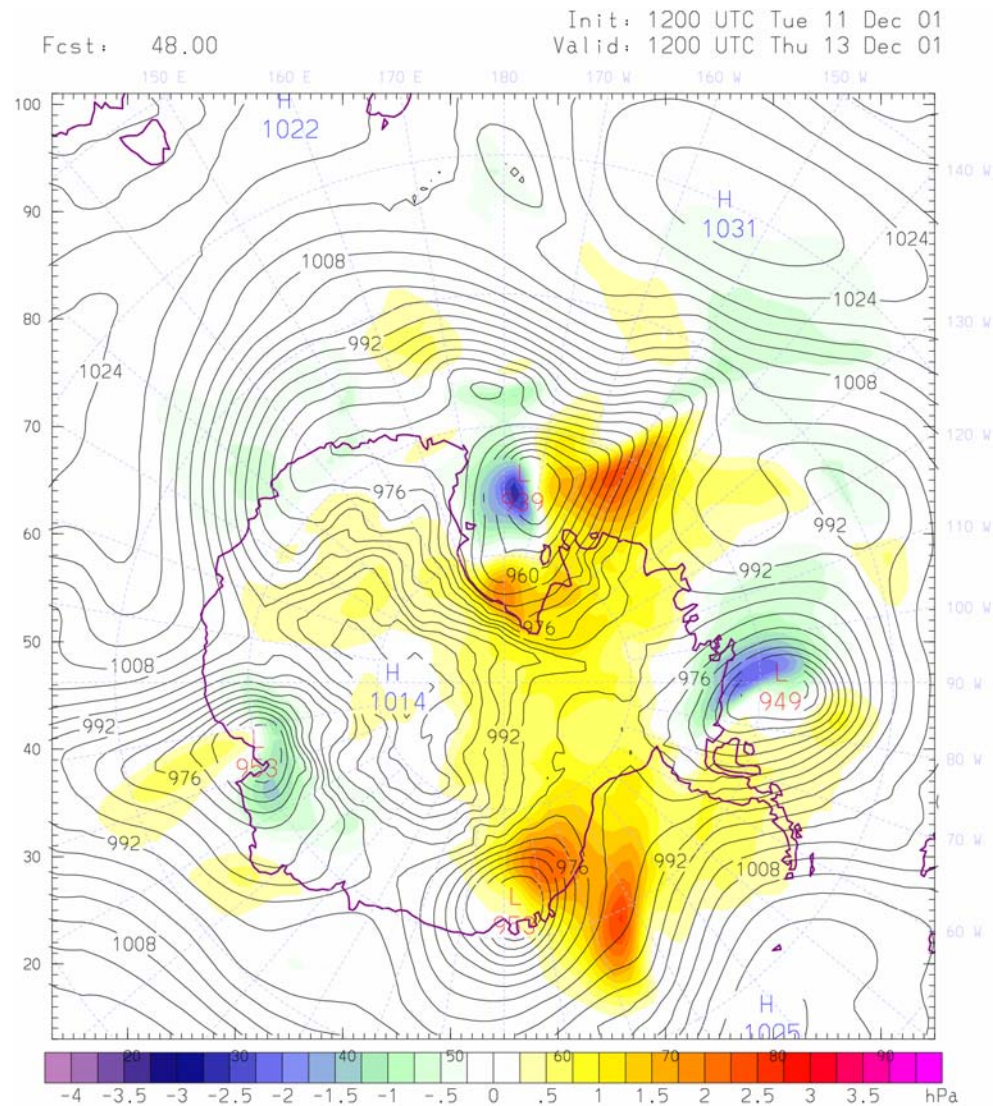 Init: 1200 UTC Tue 11 Dec 01
Fcst: 48.00 Valid: 1200 UTC Thu 13 Dec 01
150 E 160 E 170 E 180 170 W 160 W 150 W
100
H
1022
140 W
90
H
1031
1024
1008
1024
80
130 W
992
1024
1008
70
120 W
976
L
939
60
992
110 W
960
992
976
100 W
50
1008
H
1014
976
L
949
90 W
992
992
40
L
953
976
80 W
992
30
976
992
1008
70 W
L
953
1008
60 W
20
H
1005
20 30 40 50 60 70 80 90
-4 -3.5 -3 -2.5 -2 -1.5 -1 -.5 0 .5 1 1.5 2 2.5 3 3.5 hPa